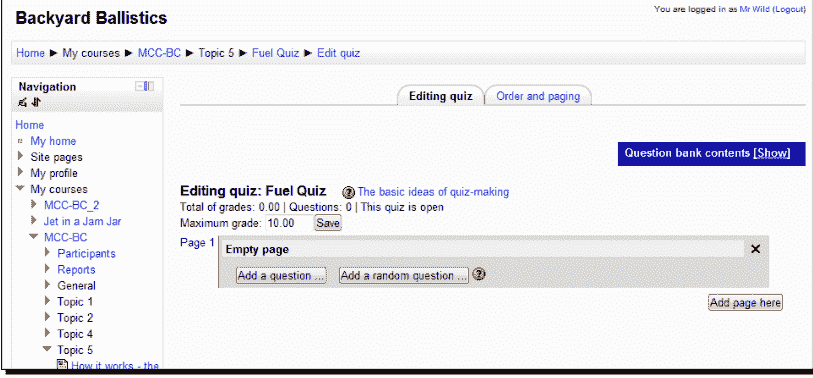 You are logged in as Mr Wild (Logout)
Backyard Ballistics
Home ► My courses ► MCC-BC ► Topic 5 ► Fuel Quiz ► Edit quiz
Navigation
Editing quiz
Order and paging
Home
My home
Site pages
My profile
My courses
MCC-BC_2
Jet in a Jam Jar
MCC-BC
Participants
Reports
General
Topic 1
Topic 2
Topic 4
Topic 5
How it works - the
Question bank contents [Show]
Editing quiz: Fuel Quiz ? The basic ideas of quiz-making
Total of grades: 0.00 | Questions: 0 | This quiz is open
Maximum grade: 10.00 Save
Page 1 Empty page
Add a question ... Add a random question ... ?
Add page here